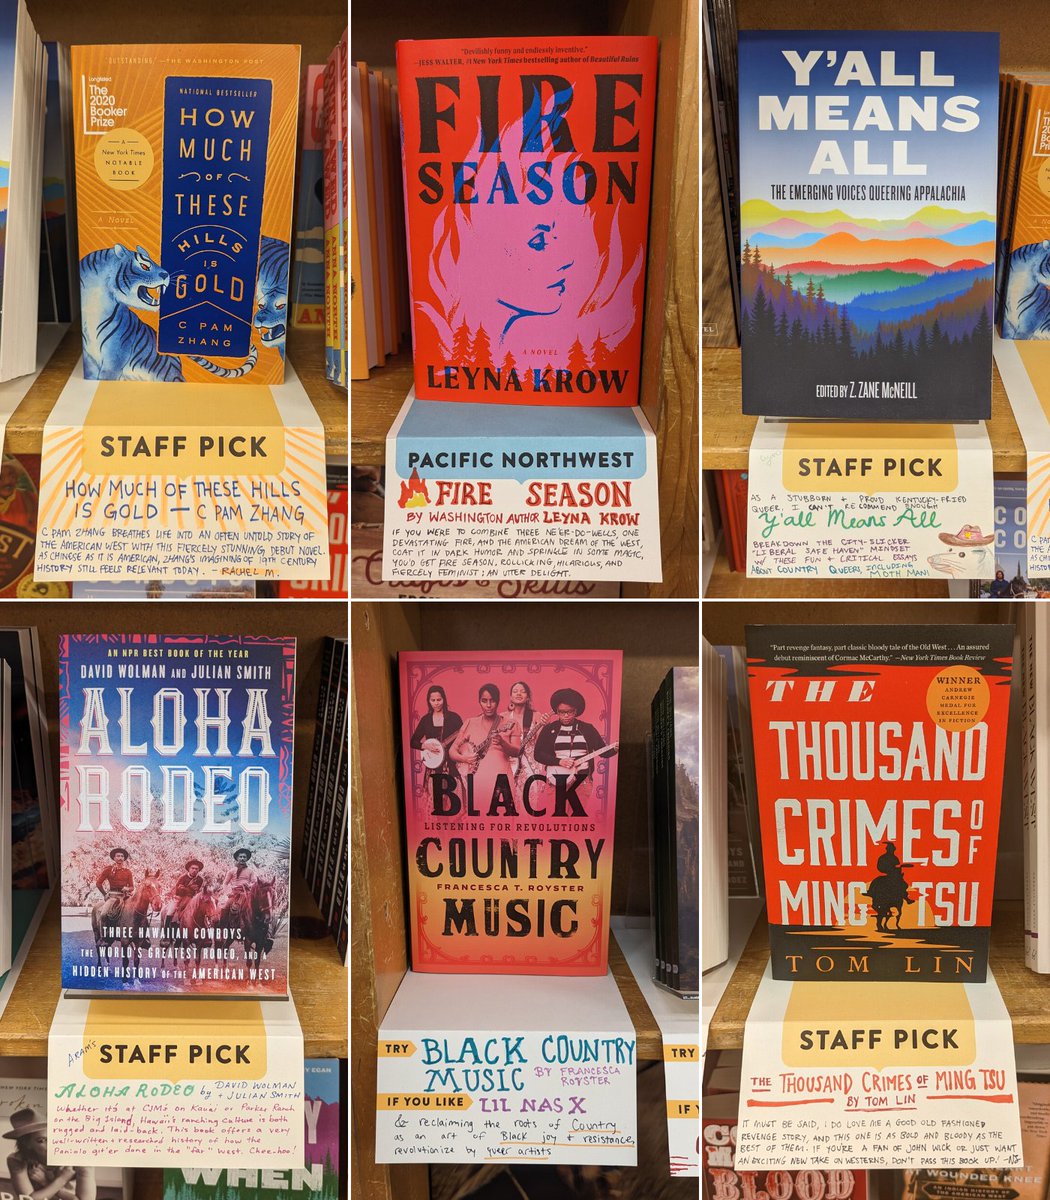 "OUTSTANDING." —THE WASHINGTON POST
Longlisted
The
2020
Booker
Prize
A
New York Times
NOTABLE
BOOK
A Novel
NATIONAL BESTSELLER
HOW
MUCH
OF
THESE
HILLS
IS
GOLD
C PAM
ZHANG
STAFF PICK
HOW MUCH OF THESE HILLS
IS GOLD — C PAM ZHANG
C PAM ZHANG BREATHES LIFE INTO AN OFTEN UNTOLD STORY OF
THE AMERICAN WEST WITH THIS FIERCELY STUNNING DEBUT NOVEL.
AS CHINESE AS IT IS AMERICAN, ZHANG'S IMAGINING OF 19TH CENTURY
HISTORY STILL FEELS RELEVANT TODAY. - RACHEL M.
"Devilishly funny and endlessly inventive."
—JESS WALTER, #1 New York Times bestselling author of Beautiful Ruins
FIRE
SEASON
A NOVEL
LEYNA KROW
PACIFIC NORTHWEST
FIRE SEASON
BY WASHINGTON AUTHOR LEYNA KROW
IF YOU WERE TO COMBINE THREE NE'ER-DO-WELLS, ONE
DEVASTATING FIRE, AND THE AMERICAN DREAM OF THE WEST,
COAT IT IN DARK HUMOR AND SPRINKLE IN SOME MAGIC,
YOU'D GET FIRE SEASON. ROLLICKING, HILARIOUS, AND
FIERCELY FEMINIST; AN UTTER DELIGHT.
Y'ALL
MEANS
ALL
THE EMERGING VOICES QUEERING APPALACHIA
EDITED BY Z. ZANE McNEILL
STAFF PICK
AS A STUBBORN + PROUD KENTUCKY-FRIED
QUEER, I CAN'T RECOMMEND ENOUGH
Y'all Means All
BREAKDOWN THE CITY-SLICKER
"LIBERAL SAFE HAVEN" MINDSET
W/ THESE FUN + CRITICAL ESSAYS
ABOUT COUNTRY QUEERS, INCLUDING
MOTH MAN!
AN NPR BEST BOOK OF THE YEAR
DAVID WOLMAN AND JULIAN SMITH
ALOHA
RODEO
THREE HAWAIIAN COWBOYS,
THE WORLD'S GREATEST RODEO, AND A
HIDDEN HISTORY OF THE AMERICAN WEST
ARAM'S
STAFF PICK
ALOHA RODEO by DAVID WOLMAN
+ JULIAN SMITH
Whether it's at CJM's on Kauai or Parker Ranch
on the Big Island, Hawaii's ranching culture is both
rugged and laid-back. This book offers a very
well-written + researched history of how the
Paniolo git'er done in the "far" West. Chee-hoo!
BLACK
LISTENING FOR REVOLUTIONS
COUNTRY
FRANCESCA T. ROYSTER
MUSIC
TRY BLACK COUNTRY
MUSIC BY FRANCESCA
ROYSTER
IF YOU LIKE LIL NAS X
& reclaiming the roots of Country
as an art of Black joy + resistance,
revolutionize by queer artists
TRY
IF Y
"Part revenge fantasy, part classic bloody tale of the Old West . . . An assured
debut reminiscent of Cormac McCarthy." —New York Times Book Review
WINNER
ANDREW
CARNEGIE
MEDAL FOR
EXCELLENCE
IN FICTION
THE
THOUSAND
CRIMES OF
MING TSU
TOM LIN
STAFF PICK
THE THOUSAND CRIMES OF MING TSU
BY TOM LIN
IT MUST BE SAID, I DO LOVE ME A GOOD OLD FASHIONED
REVENGE STORY, AND THIS ONE IS AS BOLD AND BLOODY AS THE
BEST OF THEM. IF YOU'RE A FAN OF JOHN WICK OR JUST WANT
AN EXCITING NEW TAKE ON WESTERNS, DON'T PASS THIS BOOK UP!
WHEN
BLOOD
WOUNDED KNEE